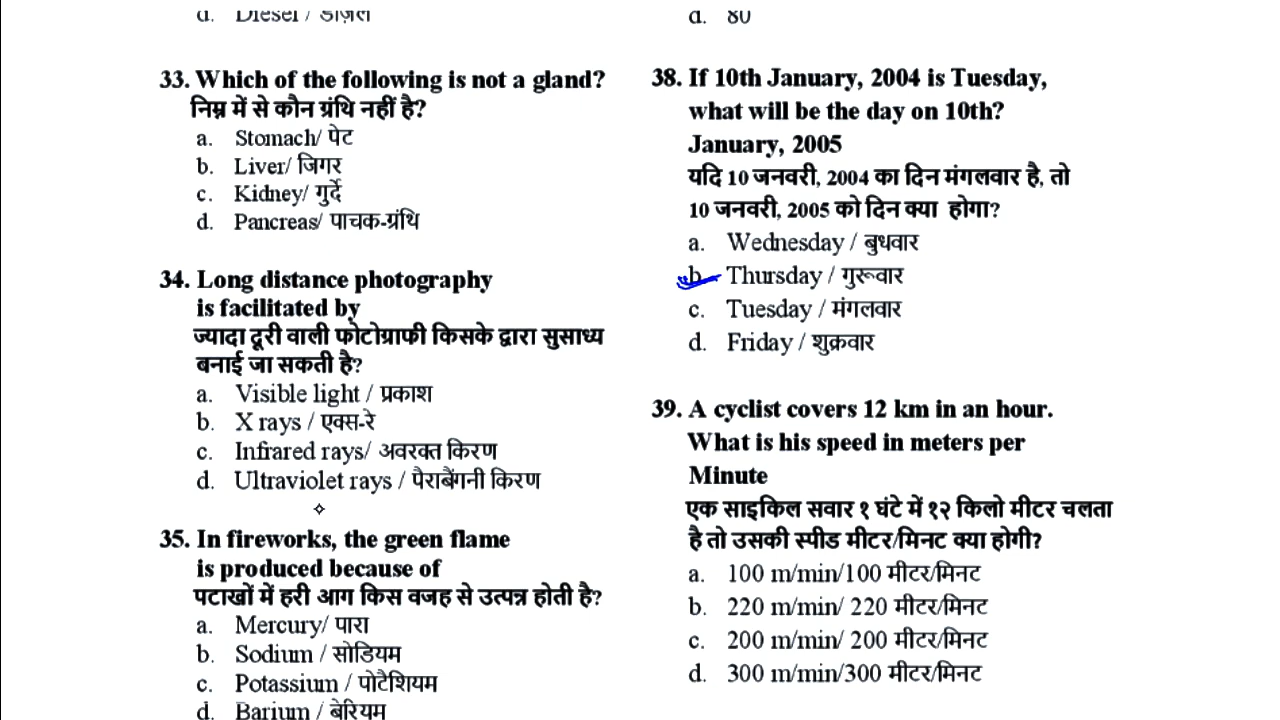 d. Diesel / डीज़ल
33. Which of the following is not a gland?
निम्न में से कौन ग्रंथि नहीं है?
a. Stomach/ पेट
b. Liver/ जिगर
c. Kidney/ गुर्दे
d. Pancreas/ पाचक-ग्रंथि
34. Long distance photography
is facilitated by
ज्यादा दूरी वाली फोटोग्राफी किसके द्वारा सुसाध्य
बनाई जा सकती है?
a. Visible light / प्रकाश
b. X rays / एक्स-रे
c. Infrared rays/ अवरक्त किरण
d. Ultraviolet rays / पैराबैंगनी किरण
35. In fireworks, the green flame
is produced because of
पटाखों में हरी आग किस वजह से उत्पन्न होती है?
a. Mercury/ पारा
b. Sodium / सोडियम
c. Potassium / पोटैशियम
d. Barium / बेरियम
d. 80
38. If 10th January, 2004 is Tuesday,
what will be the day on 10th?
January, 2005
यदि 10 जनवरी, 2004 का दिन मंगलवार है, तो
10 जनवरी, 2005 को दिन क्या होगा?
a. Wednesday / बुधवार
b. Thursday / गुरूवार
c. Tuesday / मंगलवार
d. Friday / शुक्रवार
39. A cyclist covers 12 km in an hour.
What is his speed in meters per
Minute
एक साइकिल सवार १ घंटे में १२ किलो मीटर चलता
है तो उसकी स्पीड मीटर/मिनट क्या होगी?
a. 100 m/min/100 मीटर/मिनट
b. 220 m/min/ 220 मीटर/मिनट
c. 200 m/min/ 200 मीटर/मिनट
d. 300 m/min/300 मीटर/मिनट